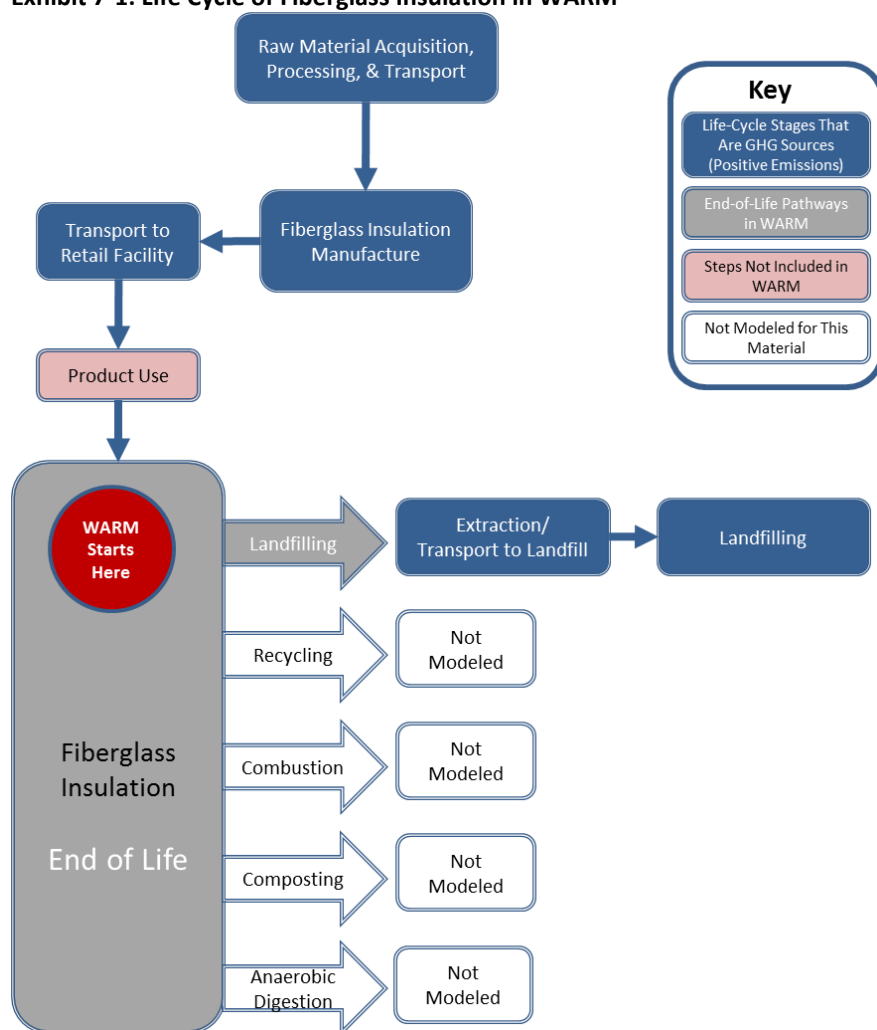 Exhibit 7-1: Life Cycle of Fiberglass Insulation in WARM
Raw Material Acquisition,
Processing, & Transport
Key
Life-Cycle Stages That
Are GHG Sources
(Positive Emissions)
End-of-Life Pathways
in WARM
Steps Not Included in
WARM
Not Modeled for This
Material
Transport to
Retail Facility
Fiberglass Insulation
Manufacture
Product Use
WARM
Starts
Here
Landfilling
Extraction/
Transport to Landfill
Landfilling
Recycling
Not
Modeled
Fiberglass
Insulation
End of Life
Combustion
Not
Modeled
Composting
Not
Modeled
Anaerobic
Digestion
Not
Modeled